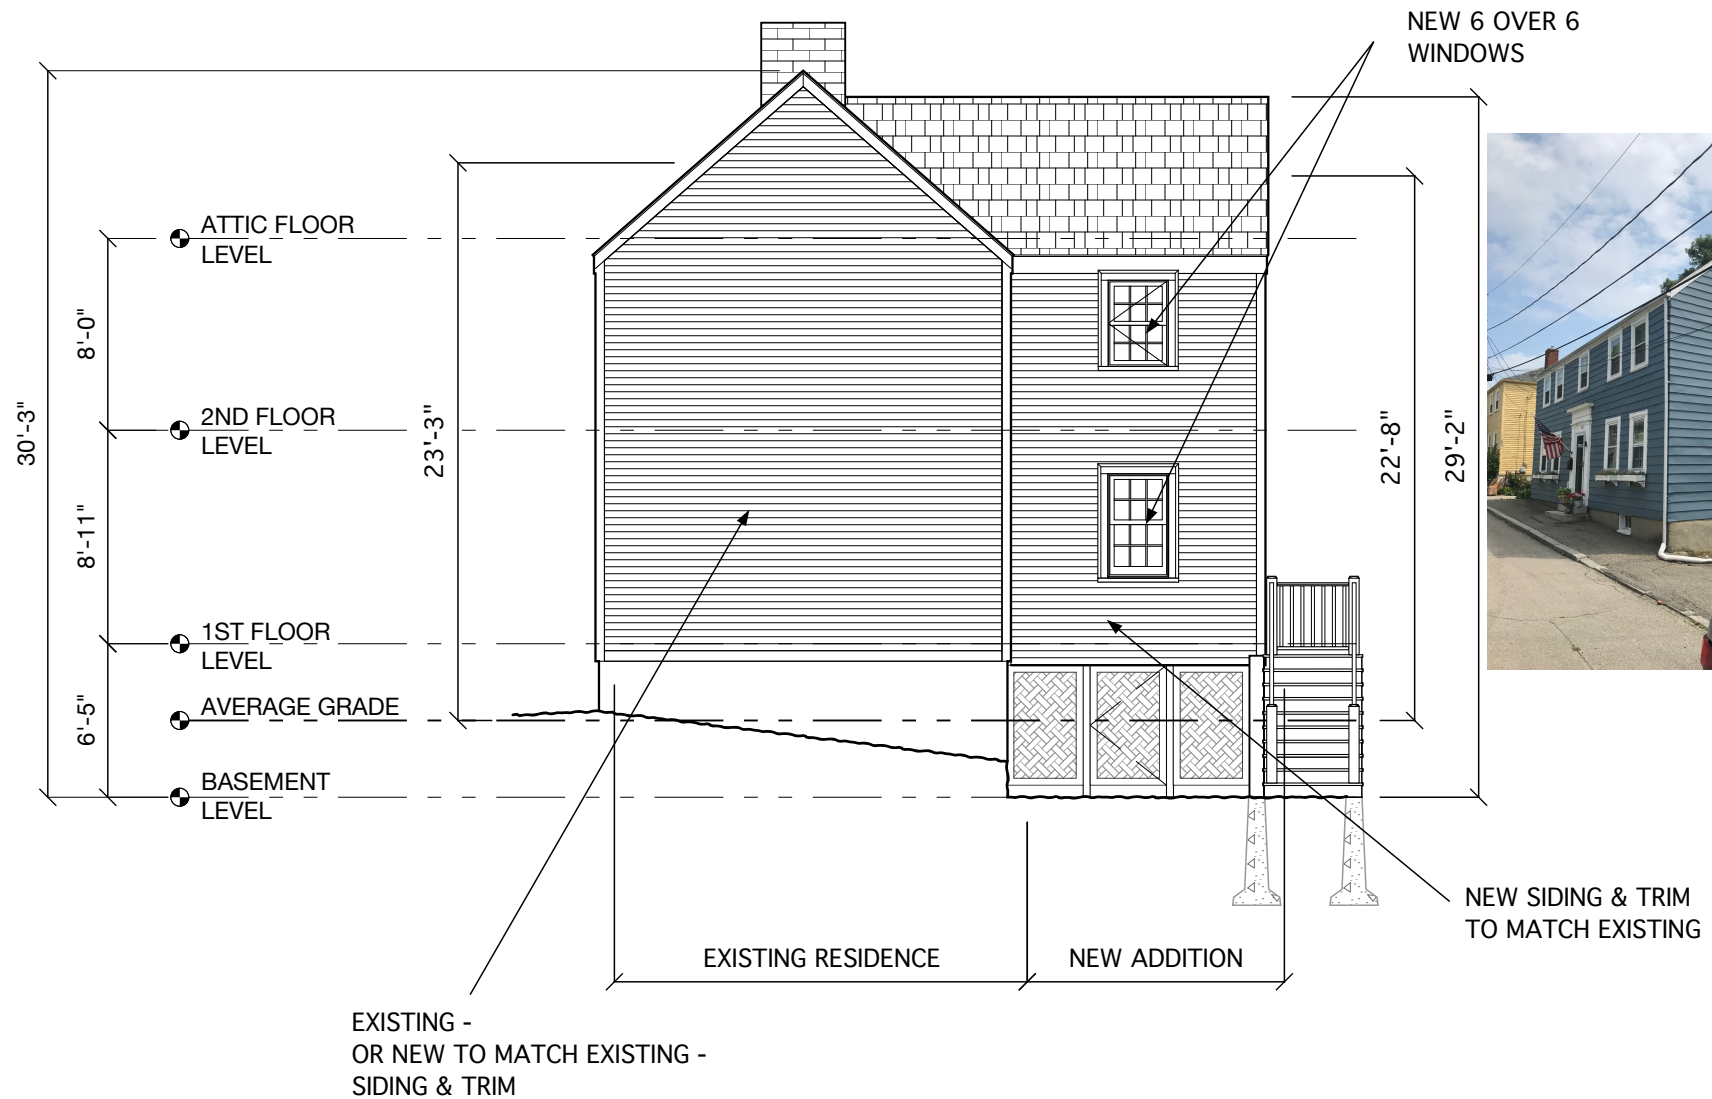 NEW 6 OVER 6
WINDOWS
ATTIC FLOOR
LEVEL
8'-0"
2ND FLOOR
LEVEL
30'-3"
23'-3"
22'-8"
29'-2"
8'-11"
1ST FLOOR
LEVEL
6'-5"
AVERAGE GRADE
BASEMENT
LEVEL
NEW SIDING & TRIM
TO MATCH EXISTING
EXISTING RESIDENCE
NEW ADDITION
EXISTING -
OR NEW TO MATCH EXISTING -
SIDING & TRIM